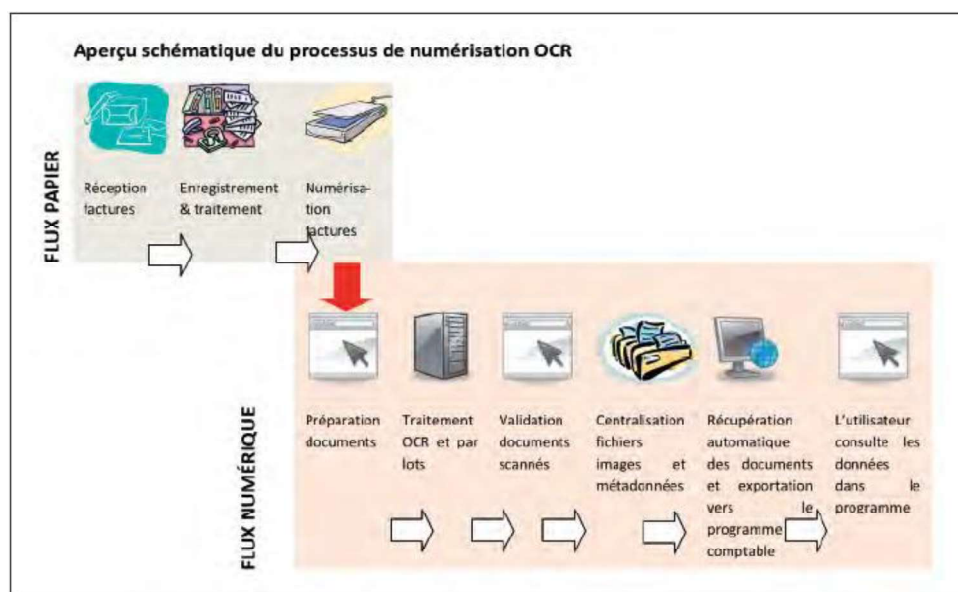 Aperçu schématique du processus de numérisation OCR
FLUX PAPIER
Réception
factures
Enregistrement
& traitement
Numérisa-
tion
factures
FLUX NUMÉRIQUE
Préparation
documents
Traitement
OCR et par
lots
Validation
documents
scannés
Centralisation
fichiers
images et
métadonnées
Récupération
automatique
des documents
et exportation
vers le
programme
comptable
L'utilisateur
consulte les
données
dans le
programme